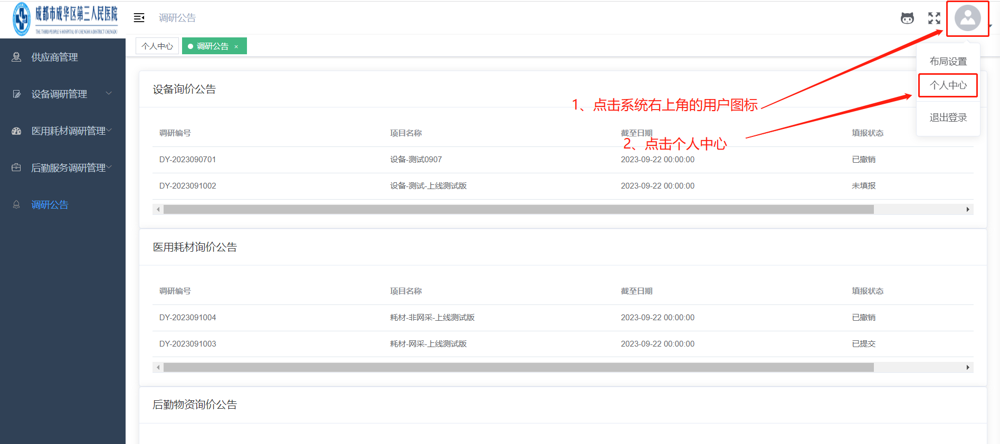 成都市成华区第三人民医院
THE THIRD PEOPLE'S HOSPITAL OF CHENGHUA DISTRICT CHENGDU
调研公告
个人中心
调研公告 ×
供应商管理
设备调研管理
医用耗材调研管理
后勤服务调研管理
调研公告
布局设置
个人中心
退出登录
1、点击系统右上角的用户图标
2、点击个人中心
设备询价公告
调研编号 项目名称 截至日期 填报状态
DY-2023090701 设备-测试0907 2023-09-22 00:00:00 已撤销
DY-2023091002 设备-测试-上线测试版 2023-09-22 00:00:00 未填报
医用耗材询价公告
调研编号 项目名称 截至日期 填报状态
DY-2023091004 耗材-非网采-上线测试版 2023-09-22 00:00:00 已撤销
DY-2023091003 耗材-网采-上线测试版 2023-09-22 00:00:00 已提交
后勤物资询价公告